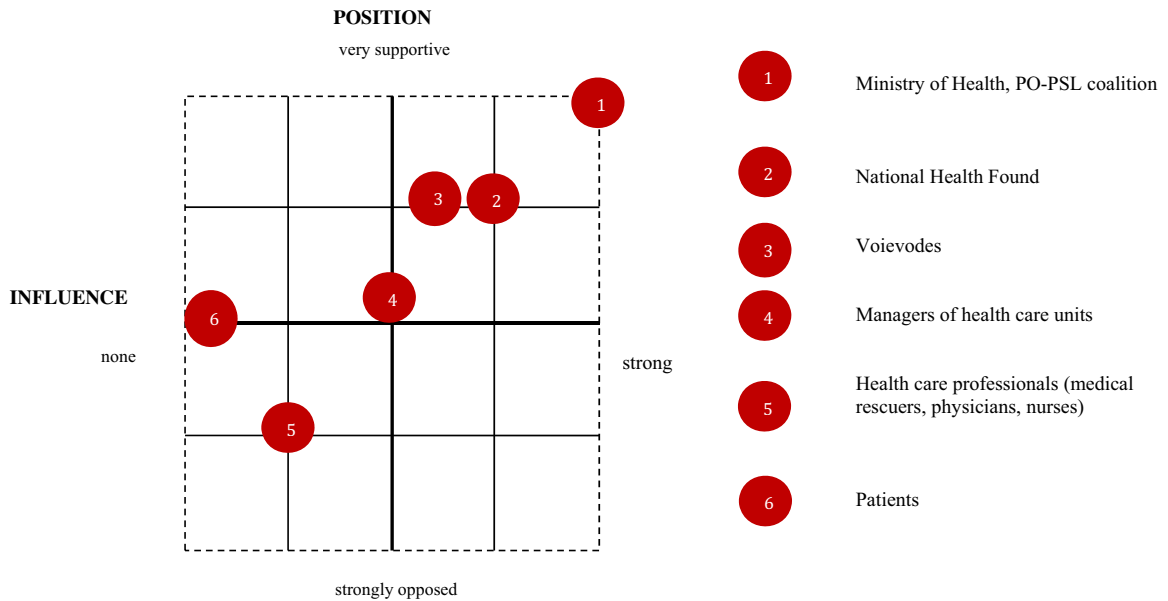 POSITION
very supportive
1
3
2
4
6
5
INFLUENCE
none
strong
strongly opposed
1
Ministry of Health, PO-PSL coalition
2
National Health Found
3
Voievodes
4
Managers of health care units
5
Health care professionals (medical
rescuers, physicians, nurses)
6
Patients